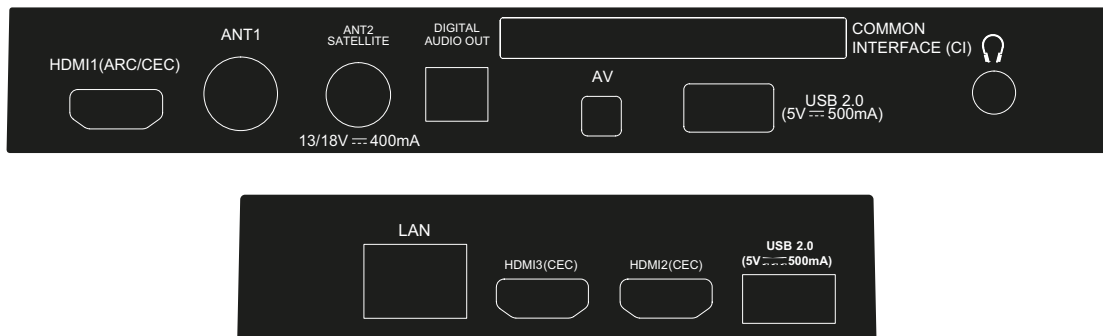 HDMI1(ARC/CEC)
ANT1
ANT2
SATELLITE
13/18V ⎓ 400mA
DIGITAL
AUDIO OUT
COMMON
INTERFACE (CI)
AV
USB 2.0
(5V ⎓ 500mA)
LAN
HDMI3(CEC)
HDMI2(CEC)
USB 2.0
(5V ⎓ 500mA)